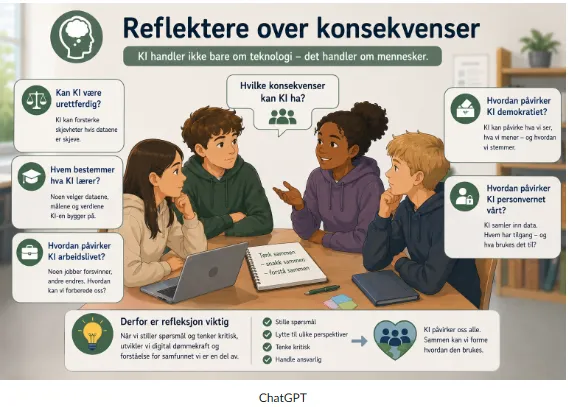 Reflektere over konsekvenser
KI handler ikke bare om teknologi – det handler om mennesker.
Kan KI være
urettferdig?
KI kan forsterke
skjevheter hvis dataene
er skjeve.
Hvem bestemmer
hva KI lærer?
Noen velger dataene,
målene og verdiene
KI-en bygger på.
Hvordan påvirker
KI arbeidslivet?
Noen jobber forsvinner,
andre endres. Hvordan
kan vi forberede oss?
Hvilke konsekvenser
kan KI ha?
Hvordan påvirker
KI demokratiet?
KI kan påvirke hva vi ser,
hva vi mener – og hvordan
vi stemmer.
Hvordan påvirker
KI personvernet
vårt?
KI samler inn data.
Hvem har tilgang – og
hva brukes det til?
Tenk sammen
– snakk sammen
– forstå sammen
Derfor er refleksjon viktig
Når vi stiller spørsmål og tenker kritisk,
utvikler vi digital dømmekraft og
forståelse for samfunnet vi er en del av.
Stille spørsmål
Lytte til ulike perspektiver
Tenke kritisk
Handle ansvarlig
KI påvirker oss alle.
Sammen kan vi forme
hvordan den brukes.
ChatGPT